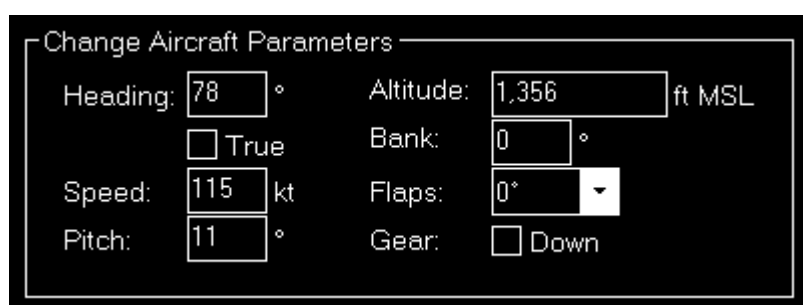 Change Aircraft Parameters
Heading: 78 ° Altitude: 1,356 ft MSL
True Bank: 0 °
Speed: 115 kt Flaps: 0°
Pitch: 11 ° Gear: Down